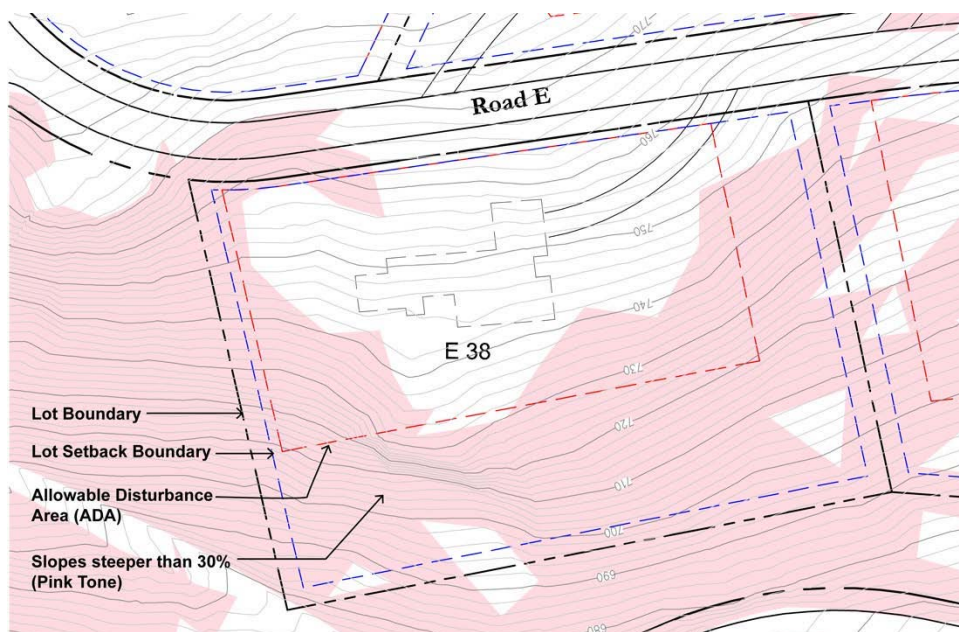 770
Road E
760
750
740
E 38
730
720
710
700
690
680
Lot Boundary
Lot Setback Boundary
Allowable Disturbance
Area (ADA)
Slopes steeper than 30%
(Pink Tone)